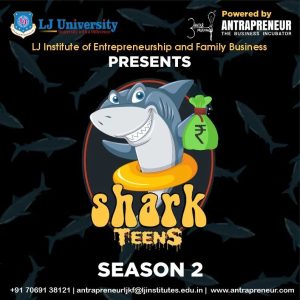 LJ University
Powered by
ANTRAPRENEUR
THE BUSINESS INCUBATOR
LJ Institute of Entrepreneurship and Family Business
PRESENTS
₹
shark
TEENS
SEASON 2
+91 70691 38121 | antrapreneurljkf@ljinstitutes.edu.in | www.antrapreneur.com